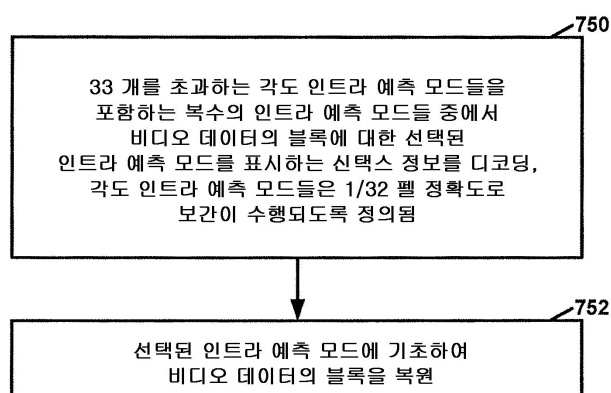 750
33 개를 초과하는 각도 인트라 예측 모드들을
포함하는 복수의 인트라 예측 모드들 중에서
비디오 데이터의 블록에 대한 선택된
인트라 예측 모드를 표시하는 신택스 정보를 디코딩,
각도 인트라 예측 모드들은 1/32 펠 정확도로
보간이 수행되도록 정의됨
752
선택된 인트라 예측 모드에 기초하여
비디오 데이터의 블록을 복원